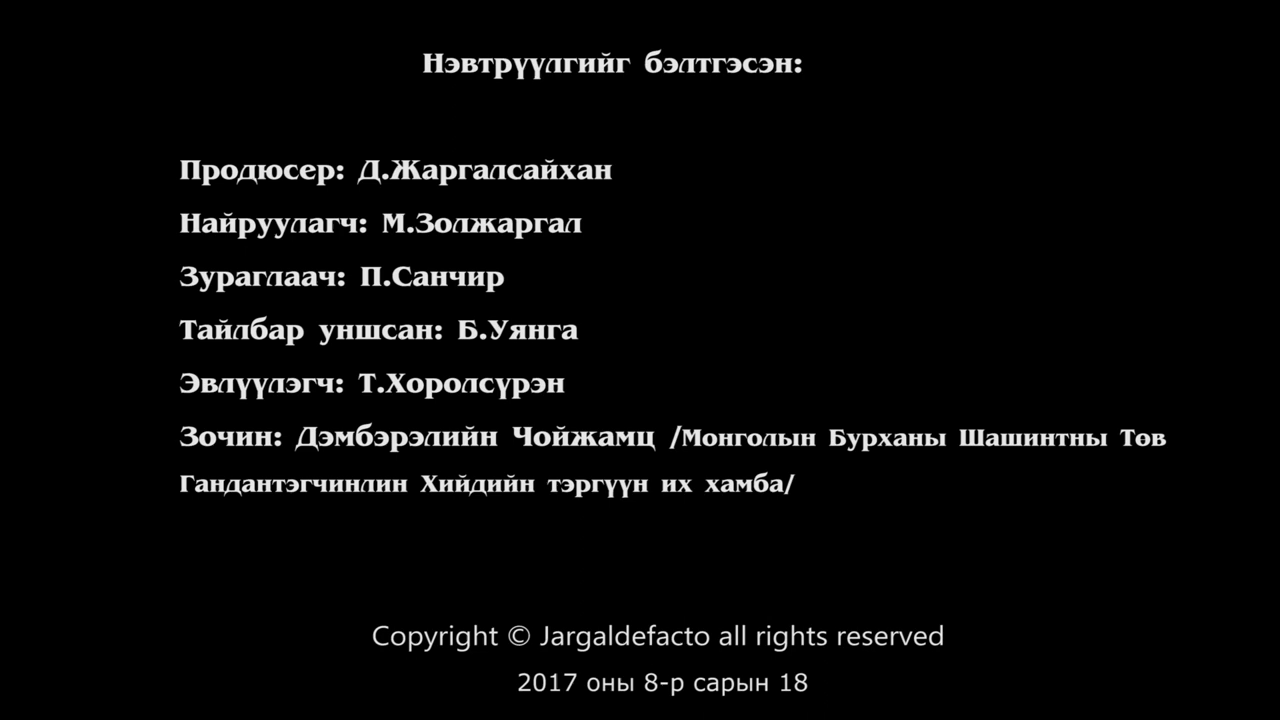 Нэвтрүүлгийг бэлтгэсэн:
Продюсер: Д.Жаргалсайхан
Найруулагч: М.Золжаргал
Зураглаач: П.Санчир
Тайлбар уншсан: Б.Уянга
Эвлүүлэгч: Т.Хоролсүрэн
Зочин: Дэмбэрэлийн Чойжамц /Монголын Бурханы Шашинтны Төв
Гандантэгчинлин Хийдийн тэргүүн их хамба/
Copyright © Jargaldefacto all rights reserved
2017 оны 8-р сарын 18